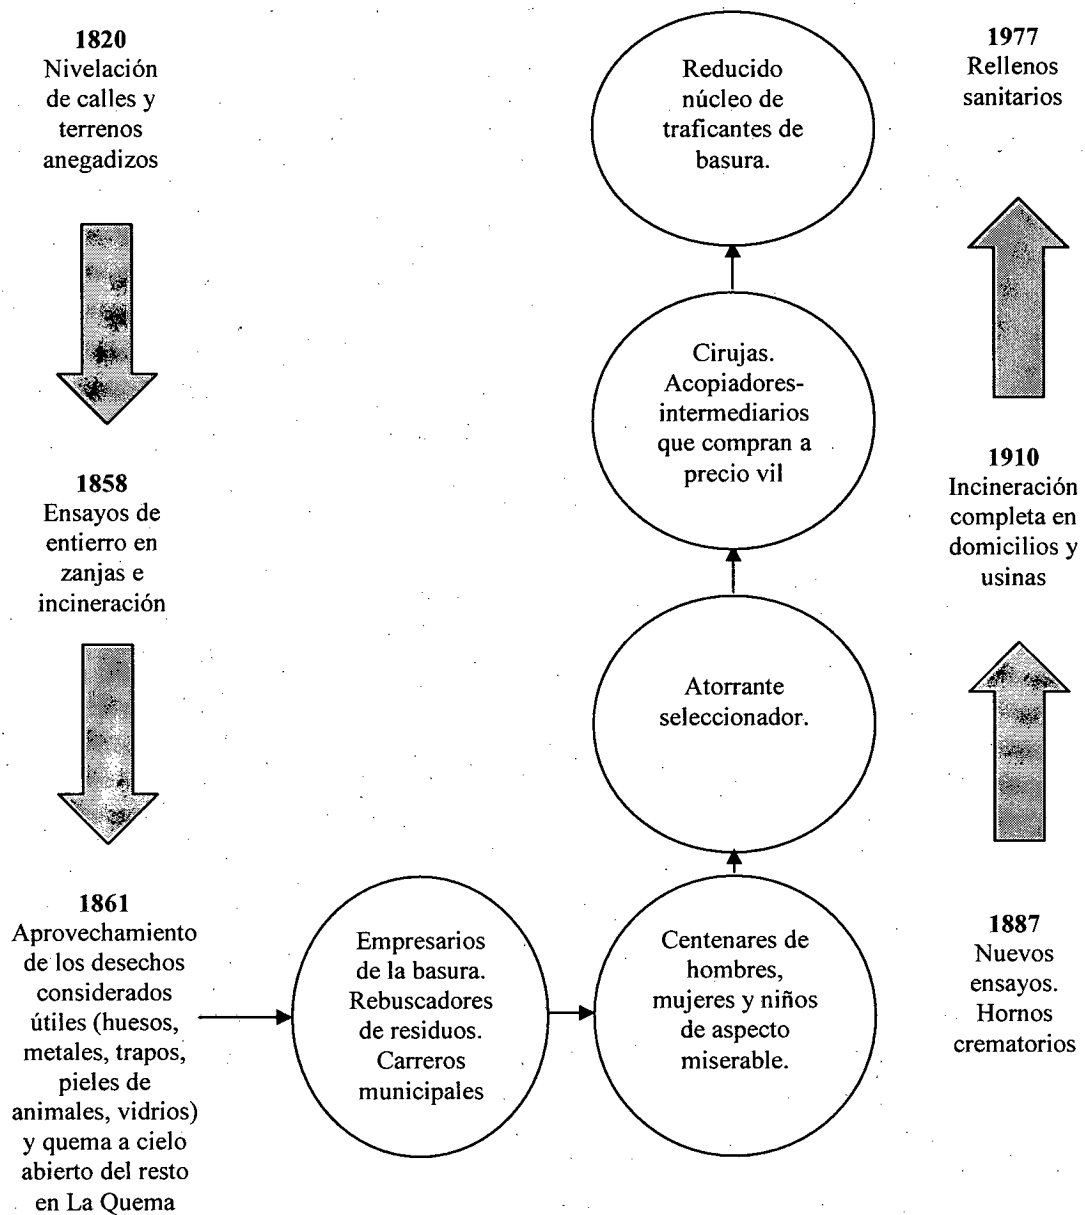 1820
Nivelación
de calles y
terrenos
anegadizos
1858
Ensayos de
entierro en
zanjas e
incineración
1861
Aprovechamiento
de los desechos
considerados
útiles (huesos,
metales, trapos,
pieles de
animales, vidrios)
y quema a cielo
abierto del resto
en La Quema
Empresarios
de la basura.
Rebuscadores
de residuos.
Carreros
municipales
Centenares de
hombres,
mujeres y niños
de aspecto
miserable.
Atorrante
seleccionador.
Cirujas.
Acopiadores-
intermediarios
que compran a
precio vil
Reducido
núcleo de
traficantes de
basura.
1887
Nuevos
ensayos.
Hornos
crematorios
1910
Incineración
completa en
domicilios y
usinas
1977
Rellenos
sanitarios